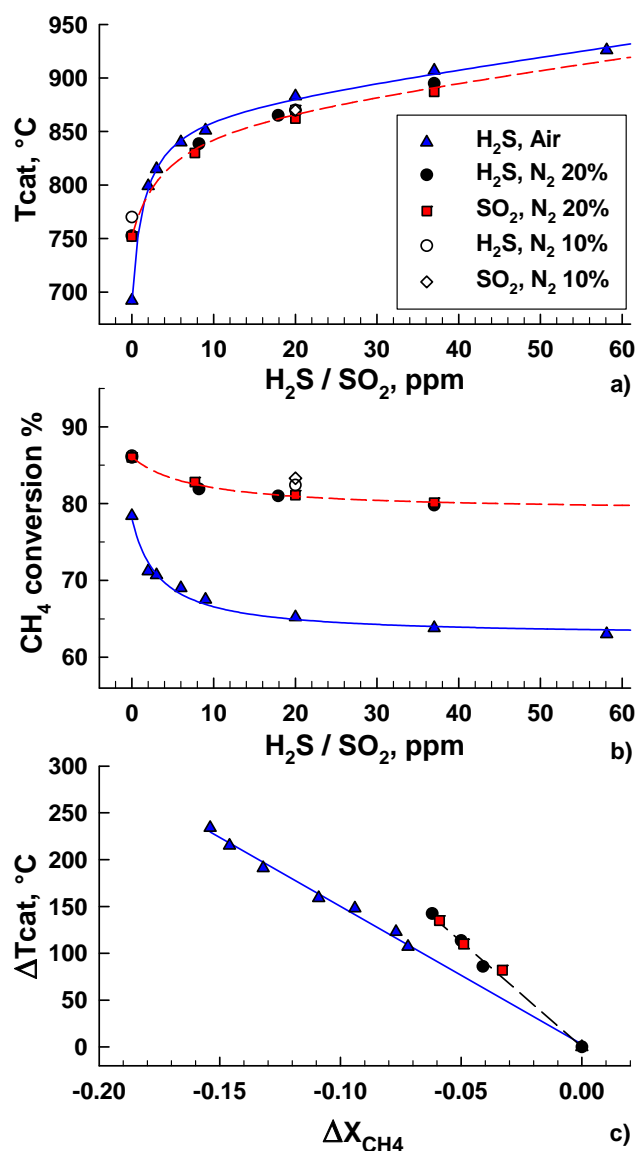 950
900
850
800
750
700
Tcat, °C
H₂S, Air
H₂S, N₂ 20%
SO₂, N₂ 20%
H₂S, N₂ 10%
SO₂, N₂ 10%
0 10 20 30 40 50 60
H₂S / SO₂, ppm
a)
90
80
70
60
CH₄ conversion %
0 10 20 30 40 50 60
H₂S / SO₂, ppm
b)
300
250
200
150
100
50
0
ΔTcat, °C
-0.20 -0.15 -0.10 -0.05 0.00
ΔX_CH4
c)